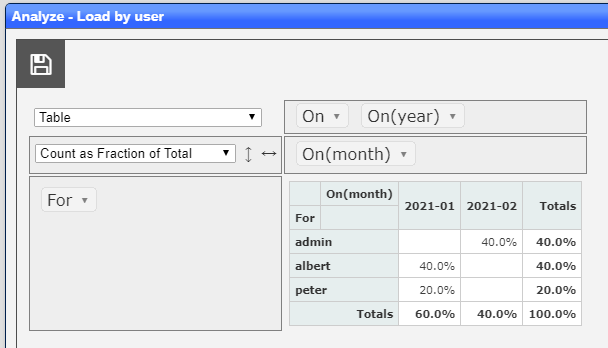 Analyze - Load by user
Table ▼
On ▼ On(year) ▼
Count as Fraction of Total ▼ ↕ ↔
On(month) ▼
For ▼
On(month) 2021-01 2021-02 Totals
For
admin 40.0% 40.0%
albert 40.0% 40.0%
peter 20.0% 20.0%
Totals 60.0% 40.0% 100.0%